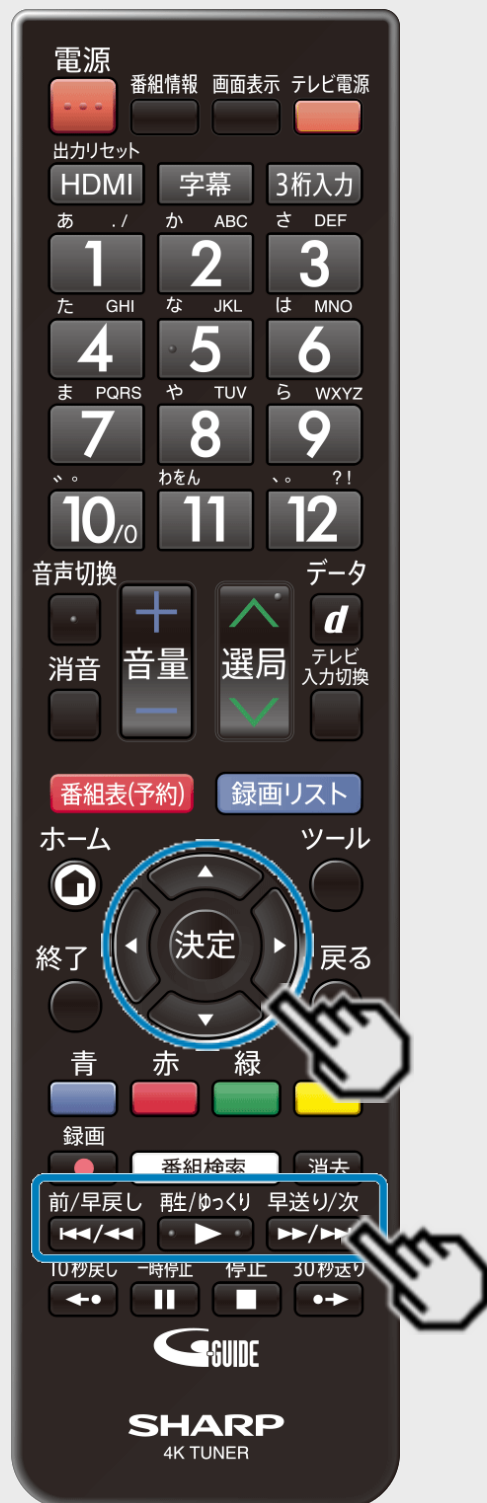 電源
番組情報 画面表示 テレビ電源
出力リセット
HDMI 字幕 3桁入力
あ ./ か ABC さ DEF
1 2 3
た GHI な JKL は MNO
4 5 6
ま PQRS や TUV ら WXYZ
7 8 9
゛゜ わをん 、。 ?!
10/0 11 12
音声切換 データ
+ d
消音 音量 選局 テレビ
入力切換
−
番組表(予約) 録画リスト
ホーム ツール
決定
終了 戻る
青 赤 緑
録画
番組検索 消去
前/早戻し 再生/ゆっくり 早送り/次
10秒戻し 一時停止 停止 30秒送り
G-GUIDE
SHARP
4K TUNER